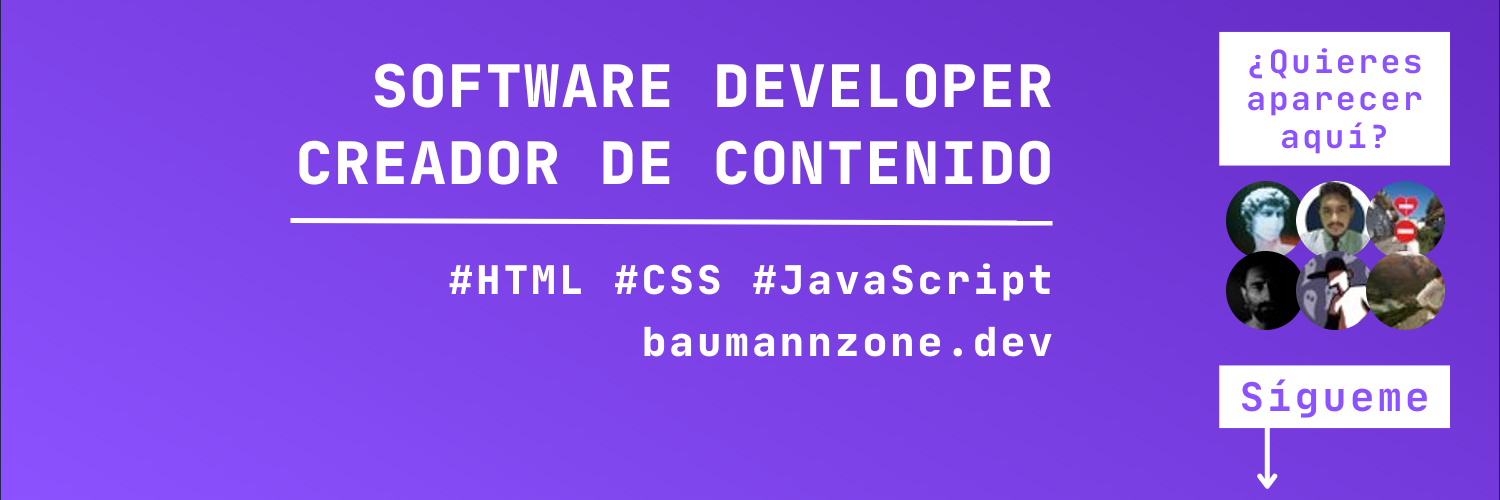 SOFTWARE DEVELOPER
CREADOR DE CONTENIDO
#HTML #CSS #JavaScript
baumannzone.dev
¿Quieres
aparecer
aquí?
Sígueme